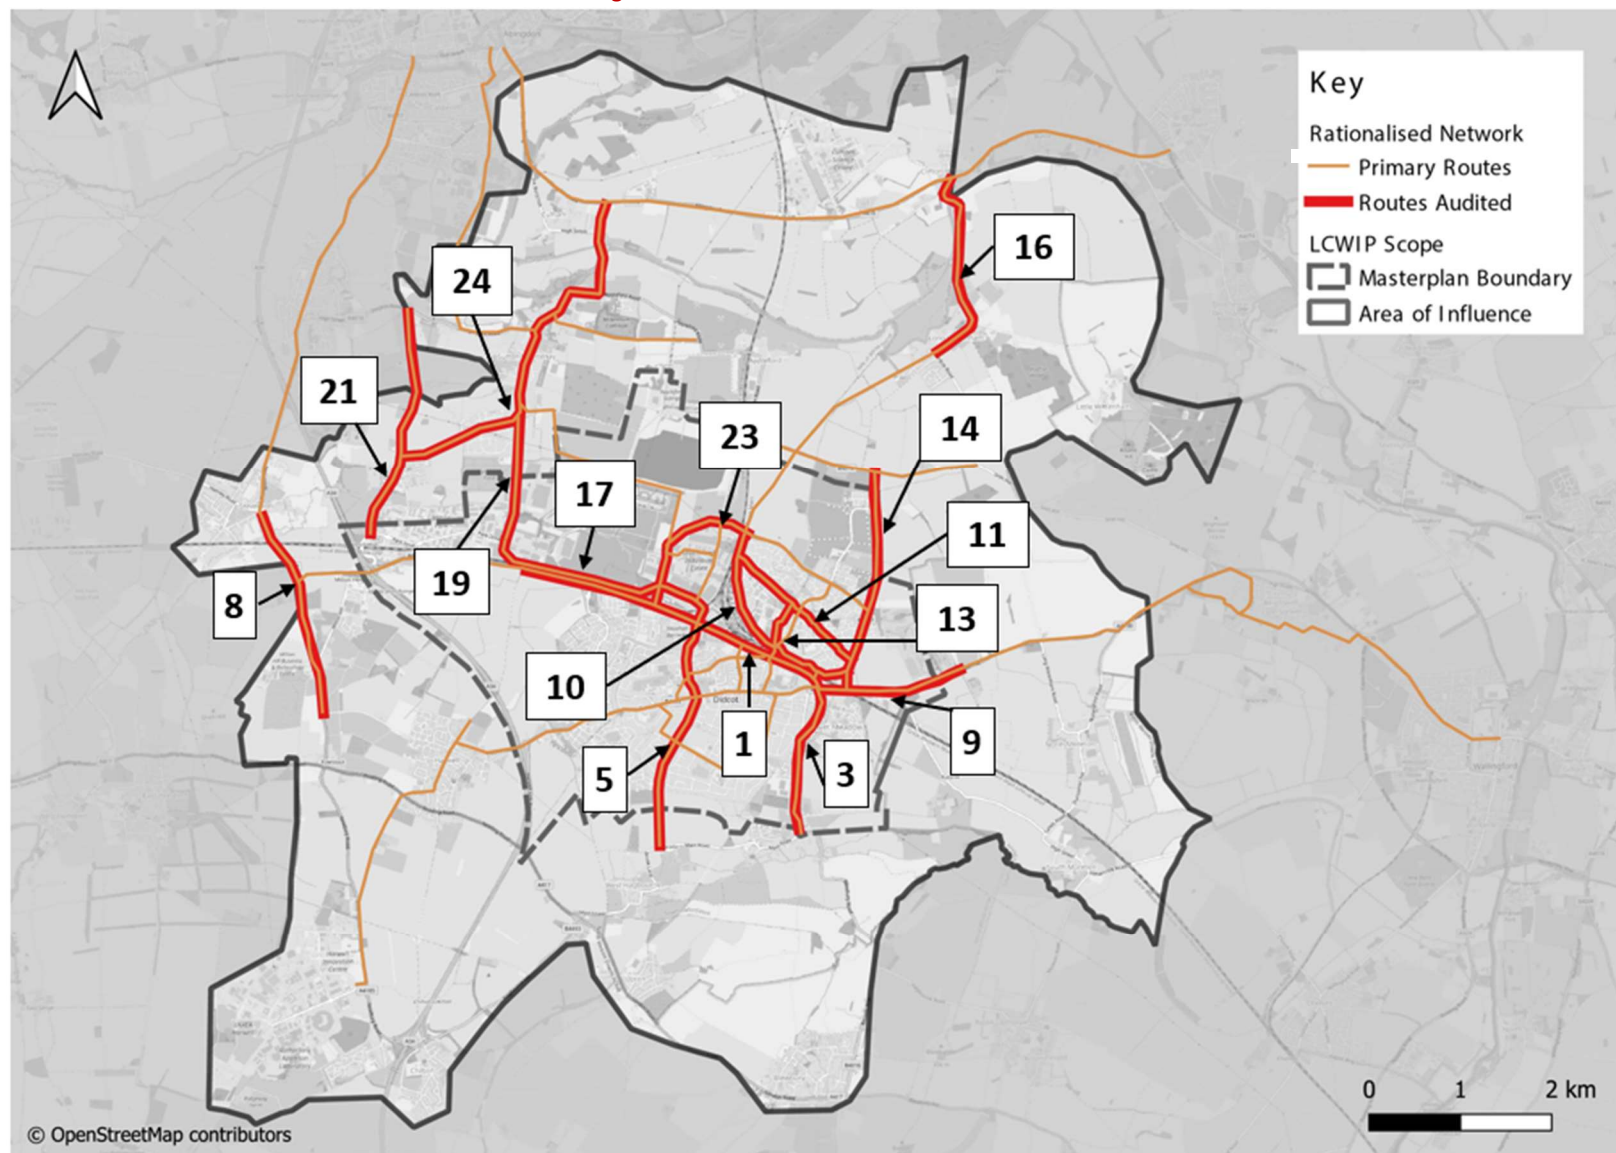 Key
Rationalised Network
Primary Routes
Routes Audited
LCWIP Scope
Masterplan Boundary
Area of Influence
16
24
21
23
14
17
11
19
8
13
10
1
9
5
3
Didcot
0 1 2 km
© OpenStreetMap contributors